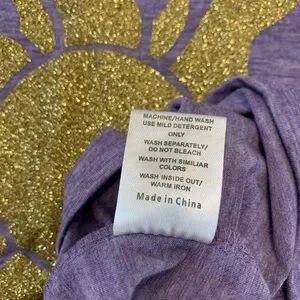 MACHINE/HAND WASH
USE MILD DETERGENT
ONLY
WASH SEPARATELY/
DO NOT BLEACH
WASH WITH SIMILIAR
COLORS
WASH INSIDE OUT/
WARM IRON
Made in China